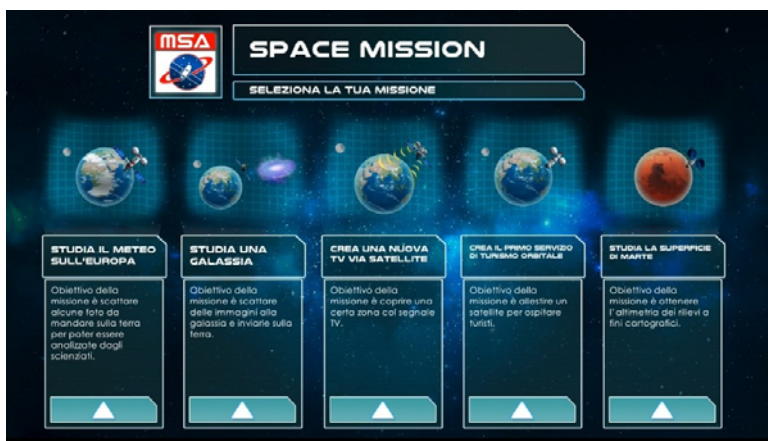 MSA
SPACE MISSION
SELEZIONA LA TUA MISSIONE
STUDIA IL METEO
SULL'EUROPA
Obiettivo della
missione è scattare
alcune foto da
mandare sulla terra
per poter essere
analizzate dagli
scienziati.
STUDIA UNA
GALASSIA
Obiettivo della
missione è scattare
delle immagini alla
galassia e inviarle sulla
terra.
CREA UNA NUOVA
TV VIA SATELLITE
Obiettivo della
missione è coprire una
certa zona col segnale
TV.
CREA IL PRIMO SERVIZIO
DI TURISMO ORBITALE
Obiettivo della
missione è allestire un
satellite per ospitare
turisti.
STUDIA LA SUPERFICIE
DI MARTE
Obiettivo della
missione è ottenere
l'altimetria dei rilievi a
fini cartografici.